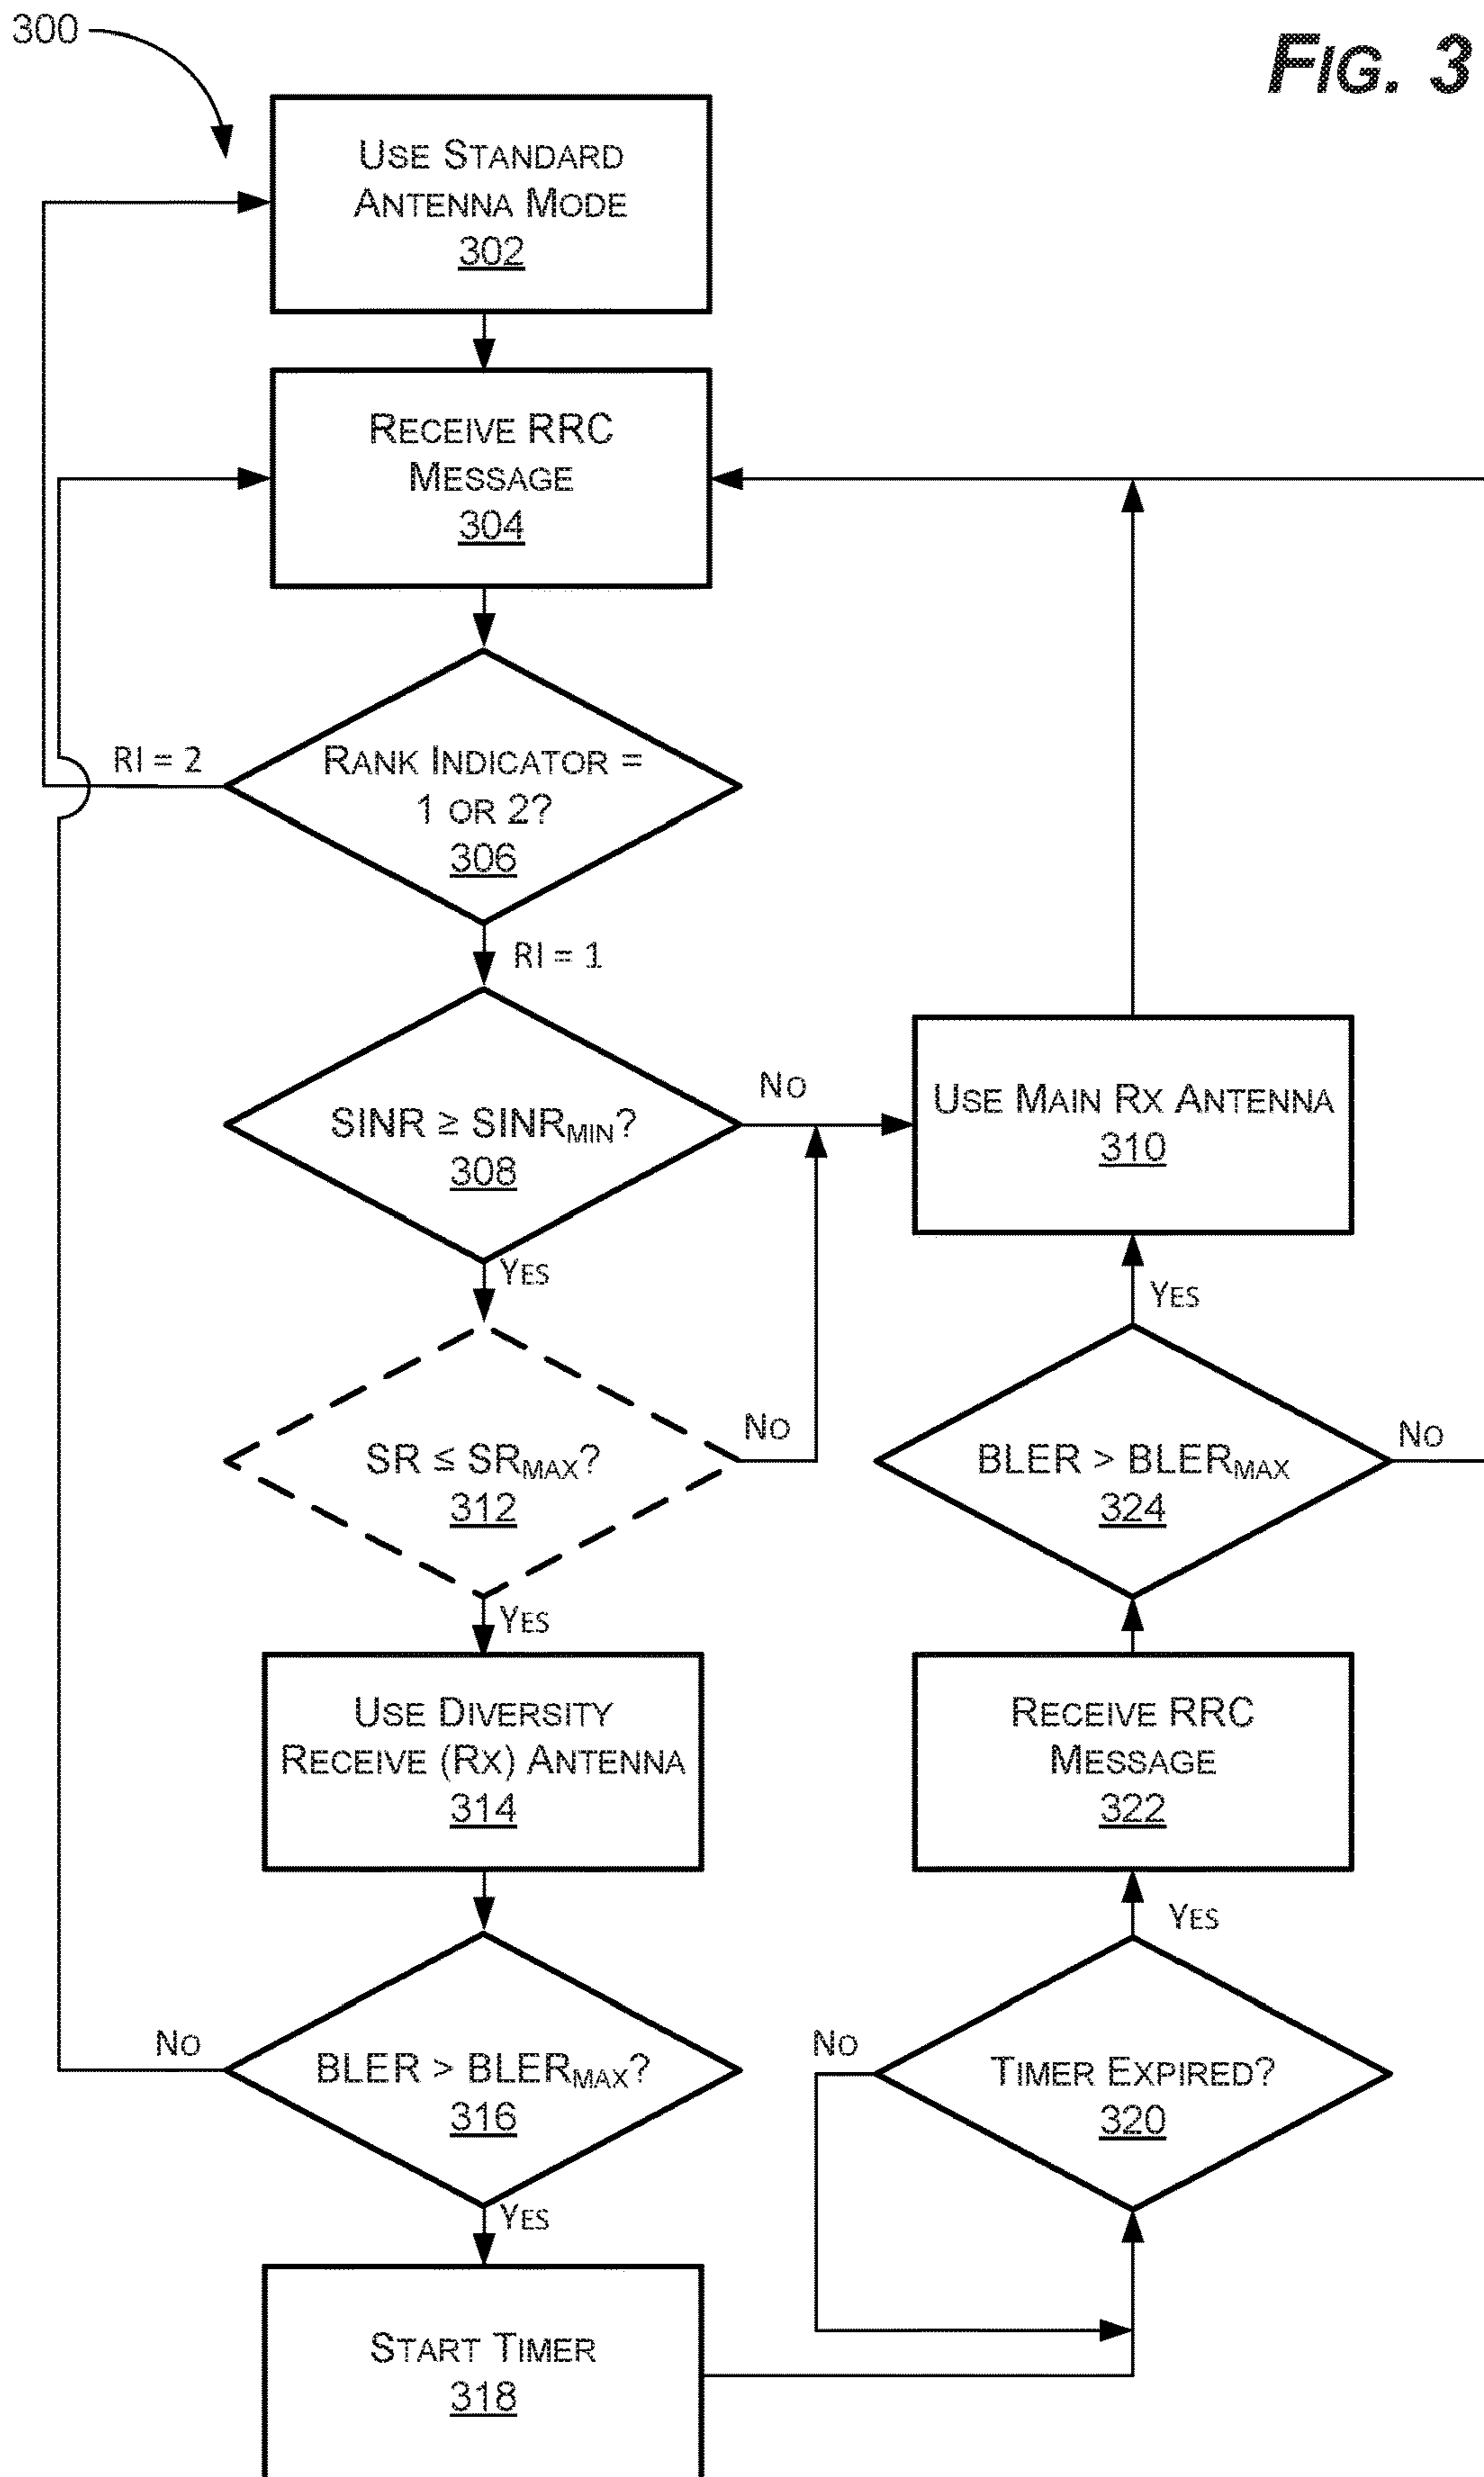 300
FIG. 3
USE STANDARD
ANTENNA MODE
302
RECEIVE RRC
MESSAGE
304
RI = 2
RANK INDICATOR =
1 OR 2?
306
RI = 1
SINR ≥ SINRMIN?
308
NO
USE MAIN RX ANTENNA
310
YES
YES
SR ≤ SRMAX?
312
NO
BLER > BLERMAX
324
NO
YES
USE DIVERSITY
RECEIVE (RX) ANTENNA
314
RECEIVE RRC
MESSAGE
322
YES
NO
BLER > BLERMAX?
316
NO
TIMER EXPIRED?
320
YES
START TIMER
318